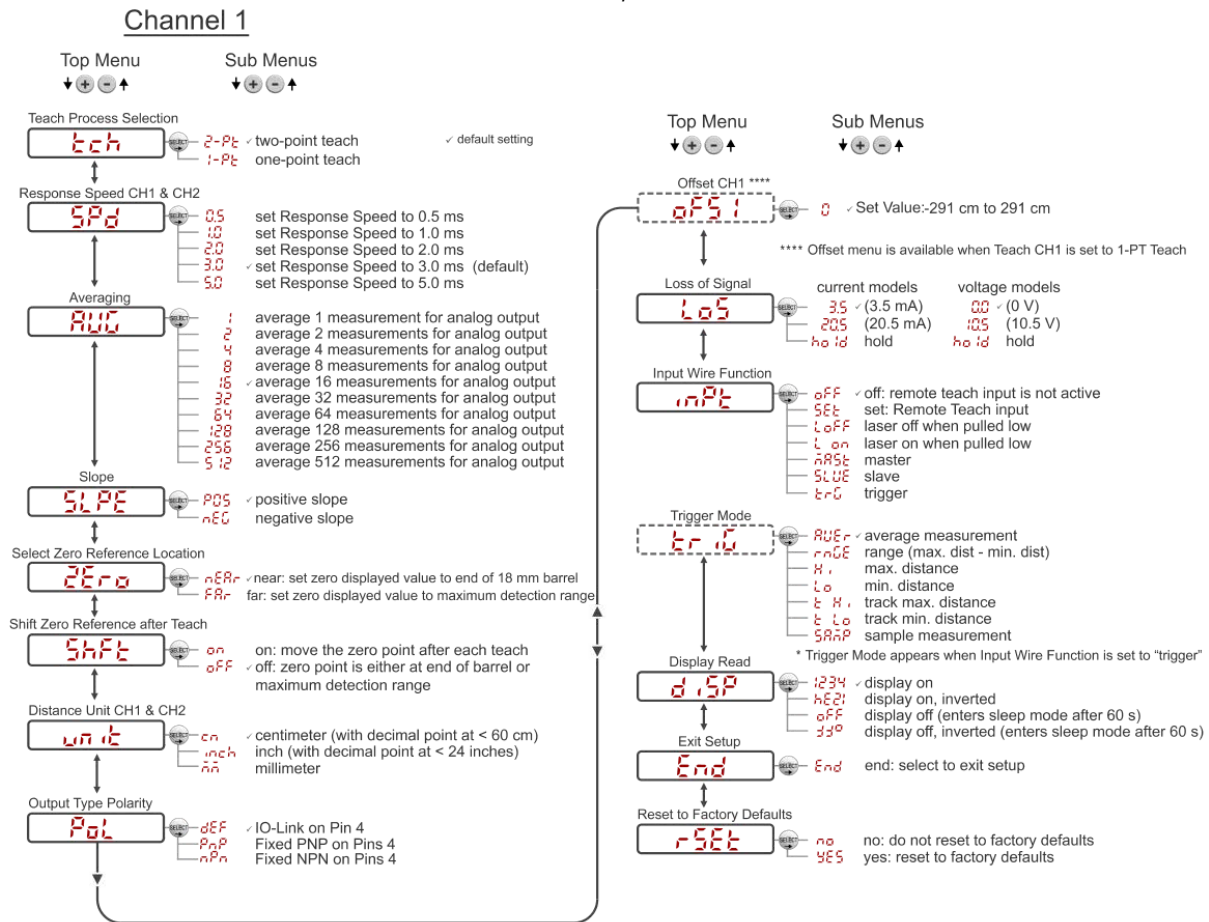 Channel 1
Top Menu
Sub Menus
+ -
+ -
Teach Process Selection
tch
SELECT
2-Pt ✓ two-point teach
✓ default setting
1-Pt one-point teach
Response Speed CH1 & CH2
SPd
SELECT
0.5 set Response Speed to 0.5 ms
1.0 set Response Speed to 1.0 ms
2.0 set Response Speed to 2.0 ms
3.0 ✓ set Response Speed to 3.0 ms (default)
5.0 set Response Speed to 5.0 ms
Averaging
AVG
SELECT
1 average 1 measurement for analog output
2 average 2 measurements for analog output
4 average 4 measurements for analog output
8 average 8 measurements for analog output
16 ✓ average 16 measurements for analog output
32 average 32 measurements for analog output
64 average 64 measurements for analog output
128 average 128 measurements for analog output
256 average 256 measurements for analog output
512 average 512 measurements for analog output
Slope
SLPE
SELECT
POS ✓ positive slope
nEG negative slope
Select Zero Reference Location
ZEro
SELECT
nEAr ✓ near: set zero displayed value to end of 18 mm barrel
FAr far: set zero displayed value to maximum detection range
Shift Zero Reference after Teach
ShFt
SELECT
on on: move the zero point after each teach
oFF ✓ off: zero point is either at end of barrel or
maximum detection range
Distance Unit CH1 & CH2
unit
SELECT
cn ✓ centimeter (with decimal point at < 60 cm)
inch inch (with decimal point at < 24 inches)
millimeter
Output Type Polarity
PoL
SELECT
dEF ✓ IO-Link on Pin 4
PnP Fixed PNP on Pins 4
nPn Fixed NPN on Pins 4
Top Menu
Sub Menus
+ -
+ -
Offset CH1 ****
oFS1
SELECT
0 ✓ Set Value:-291 cm to 291 cm
**** Offset menu is available when Teach CH1 is set to 1-PT Teach
Loss of Signal
LoS
SELECT
current models
voltage models
3.5 ✓ (3.5 mA)
0.0 ✓ (0 V)
20.5 (20.5 mA)
10.5 (10.5 V)
hold hold
hold hold
Input Wire Function
inPt
SELECT
oFF ✓ off: remote teach input is not active
SEt set: Remote Teach input
LoFF laser off when pulled low
L on laser on when pulled low
mASt master
SLVE slave
trG trigger
Trigger Mode
triG
SELECT
AVEr ✓ average measurement
rnGE range (max. dist - min. dist)
Hi max. distance
Lo min. distance
t Hi track max. distance
t Lo track min. distance
SAMP sample measurement
* Trigger Mode appears when Input Wire Function is set to “trigger”
Display Read
diSP
SELECT
1234 ✓ display on
hEZ1 display on, inverted
oFF display off (enters sleep mode after 60 s)
display off, inverted (enters sleep mode after 60 s)
Exit Setup
End
SELECT
End end: select to exit setup
Reset to Factory Defaults
rSEt
SELECT
no no: do not reset to factory defaults
YES yes: reset to factory defaults